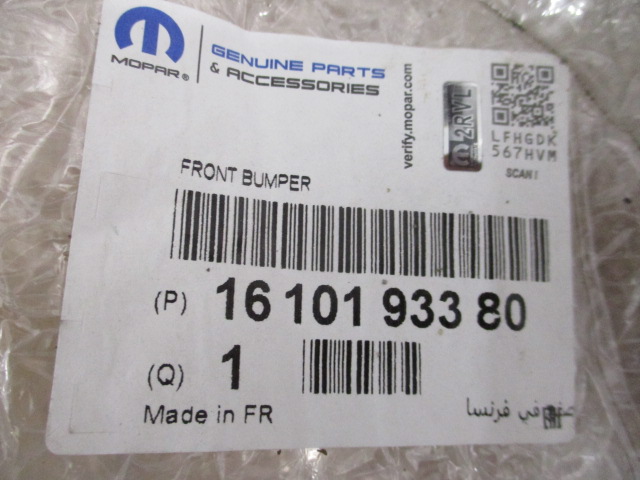 MOPAR®
GENUINE PARTS
& ACCESSORIES
verify.mopar.com
2RVL
LFHGDK
567HVM
SCAN!
FRONT BUMPER
(P) 16 101 933 80
(Q) 1
Made in FR
في فرنسا